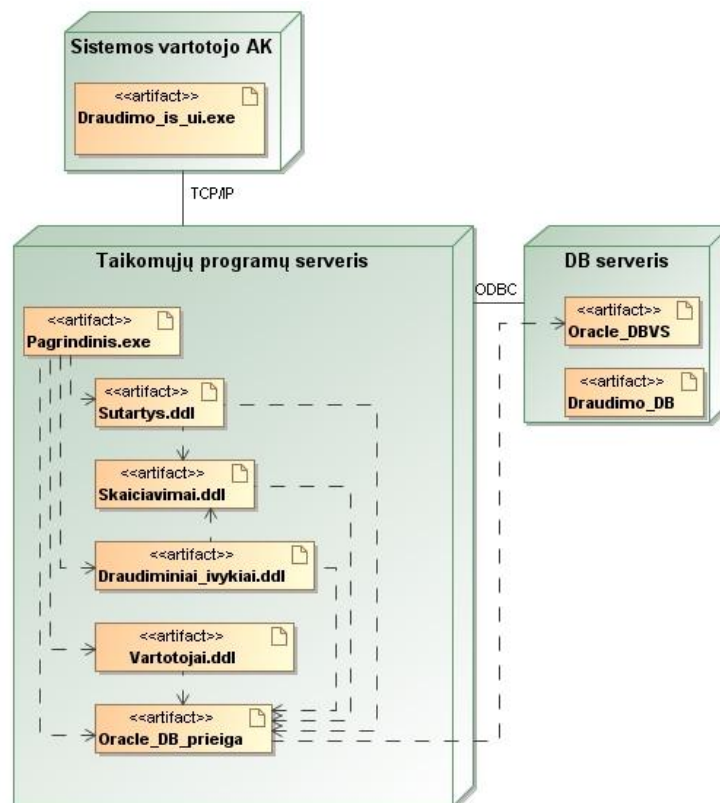 Sistemos vartotojo AK
<<artifact>>
Draudimo_is_ui.exe
TCP/IP
Taikomųjų programų serveris
<<artifact>>
Pagrindinis.exe
<<artifact>>
Sutartys.ddl
<<artifact>>
Skaiciavimai.ddl
<<artifact>>
Draudiminiai_ivykiai.ddl
<<artifact>>
Vartotojai.ddl
<<artifact>>
Oracle_DB_prieiga
ODBC
DB serveris
<<artifact>>
Oracle_DBVS
<<artifact>>
Draudimo_DB